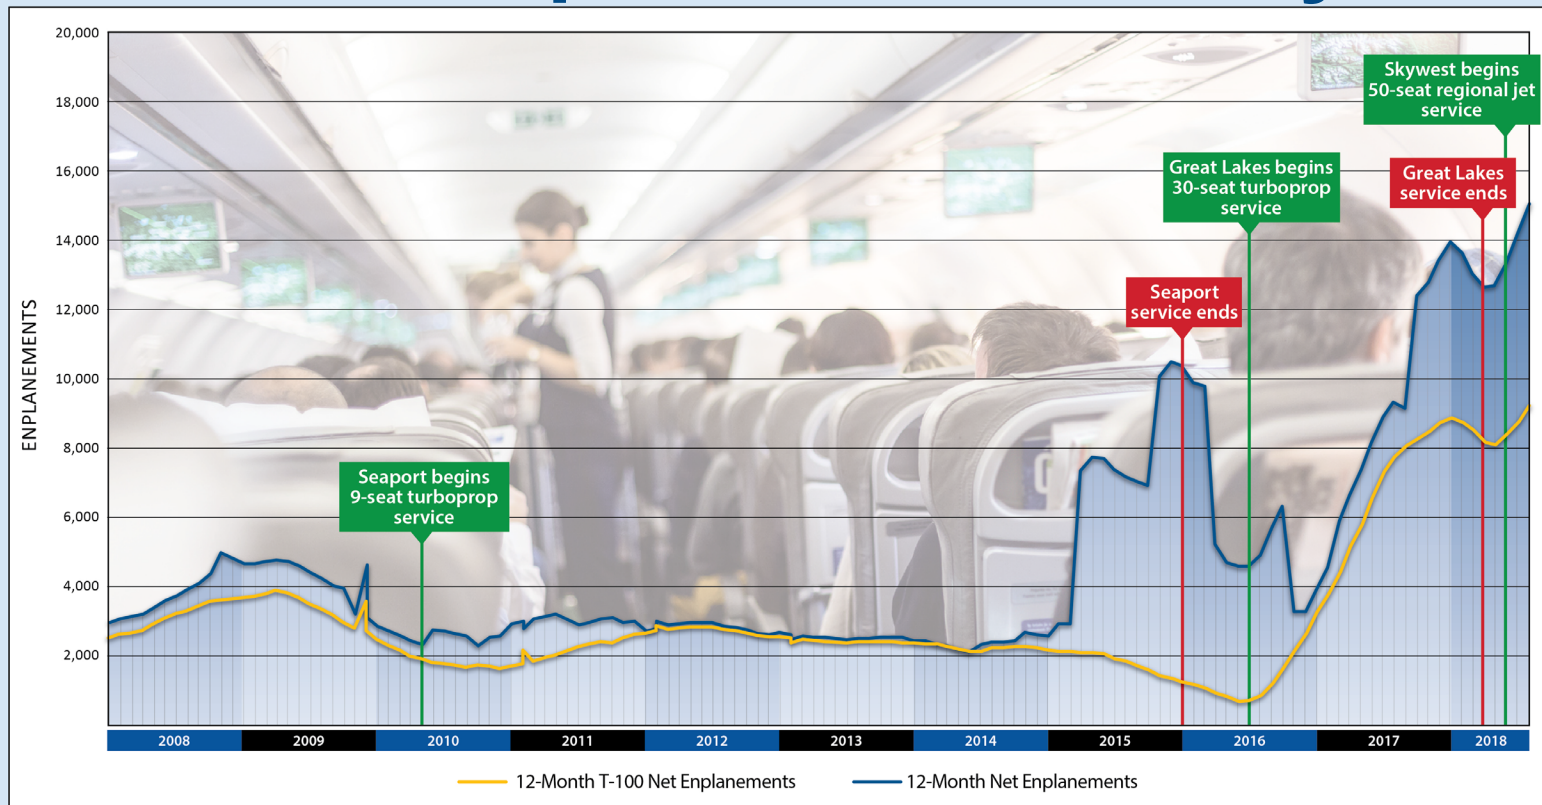 20,000
18,000
16,000
14,000
12,000
10,000
8,000
6,000
4,000
2,000
ENPLANEMENTS
Seaport begins
9-seat turboprop
service
Seaport
service ends
Great Lakes begins
30-seat turboprop
service
Great Lakes
service ends
Skywest begins
50-seat regional jet
service
2008
2009
2010
2011
2012
2013
2014
2015
2016
2017
2018
12-Month T-100 Net Enplanements
12-Month Net Enplanements